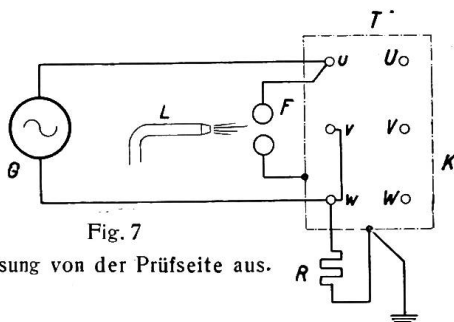 T
u U
L F
v V
G K
w W
Fig. 7
sung von der Prüfseite aus.
R